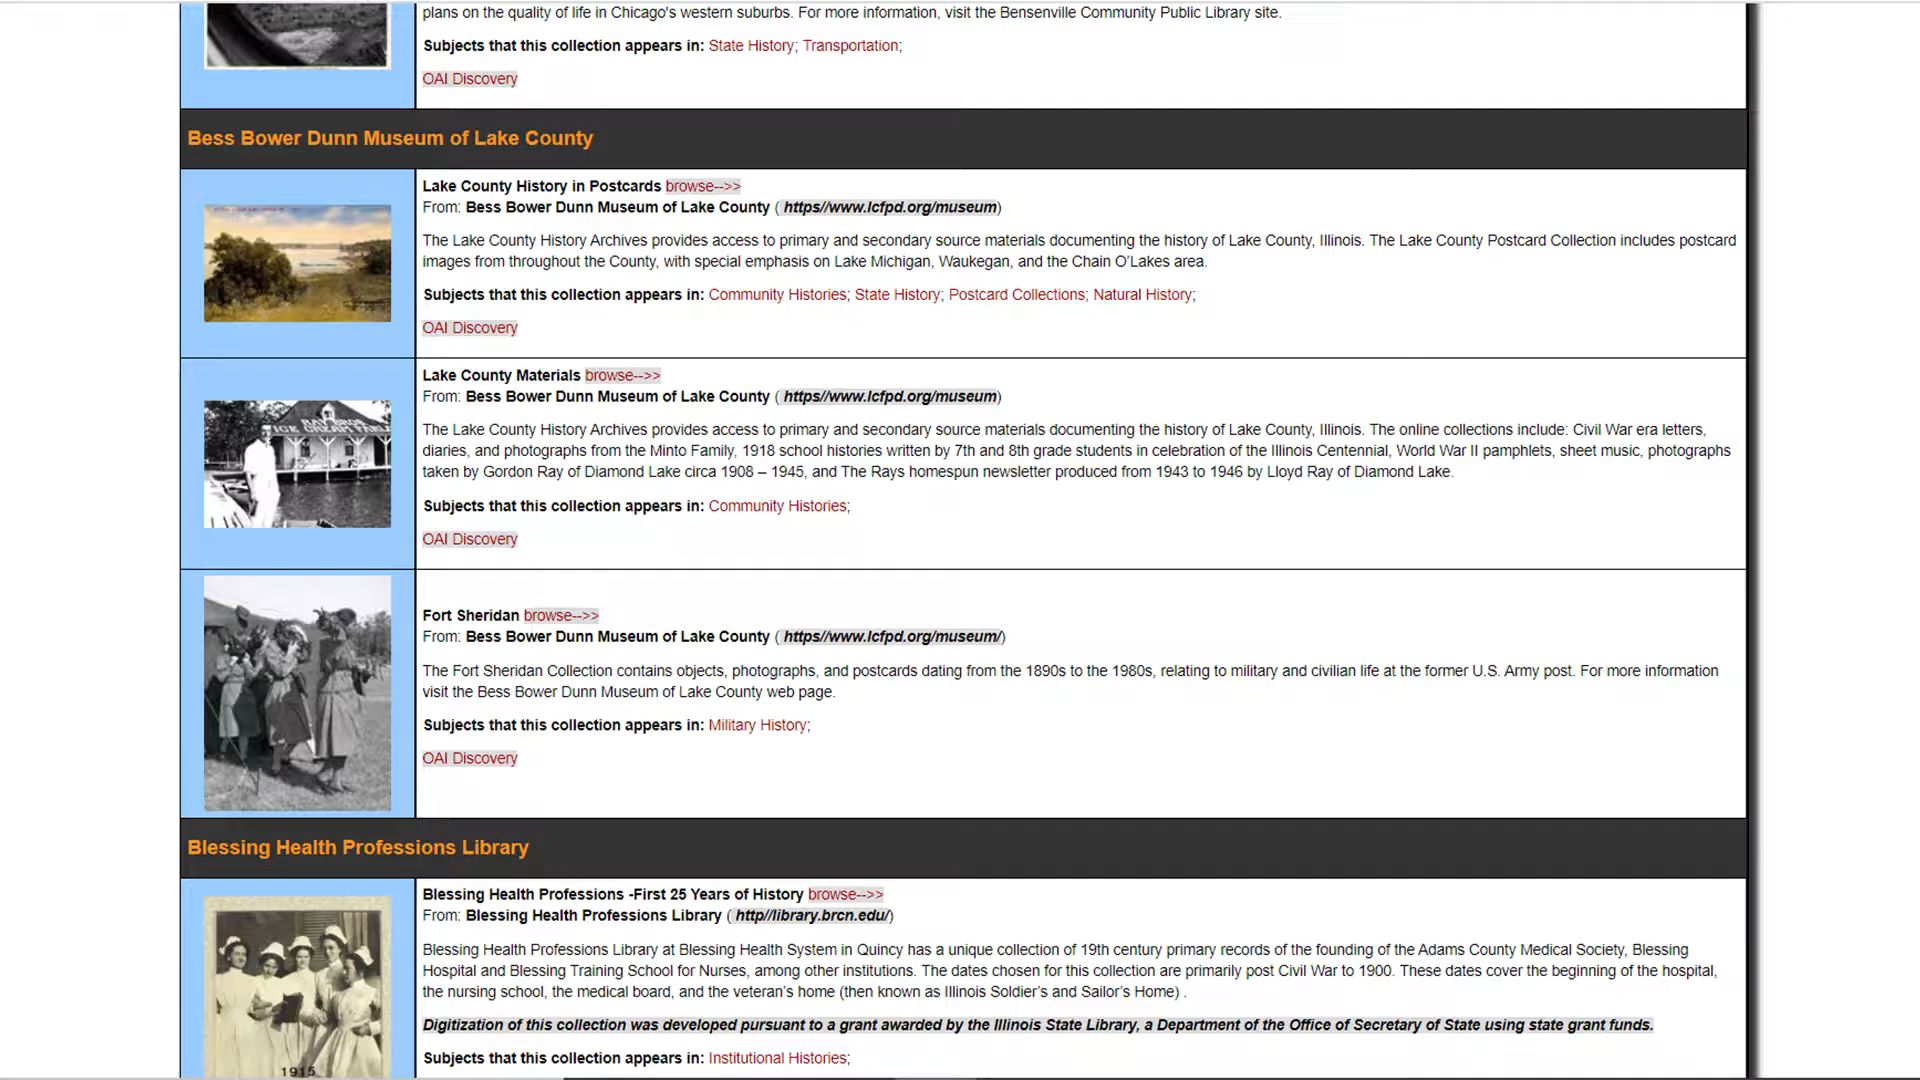 plans on the quality of life in Chicago's western suburbs. For more information, visit the Bensenville Community Public Library site.
Subjects that this collection appears in: State History; Transportation;
OAI Discovery
Bess Bower Dunn Museum of Lake County
Lake County History in Postcards browse-->>
From: Bess Bower Dunn Museum of Lake County ( https//www.lcfpd.org/museum)
The Lake County History Archives provides access to primary and secondary source materials documenting the history of Lake County, Illinois. The Lake County Postcard Collection includes postcard
images from throughout the County, with special emphasis on Lake Michigan, Waukegan, and the Chain O'Lakes area.
Subjects that this collection appears in: Community Histories; State History; Postcard Collections; Natural History;
OAI Discovery
Lake County Materials browse-->>
From: Bess Bower Dunn Museum of Lake County ( https//www.lcfpd.org/museum)
RAY BROS
ICE CREAM PARL
The Lake County History Archives provides access to primary and secondary source materials documenting the history of Lake County, Illinois. The online collections include: Civil War era letters,
diaries, and photographs from the Minto Family, 1918 school histories written by 7th and 8th grade students in celebration of the Illinois Centennial, World War II pamphlets, sheet music, photographs
taken by Gordon Ray of Diamond Lake circa 1908 – 1945, and The Rays homespun newsletter produced from 1943 to 1946 by Lloyd Ray of Diamond Lake.
Subjects that this collection appears in: Community Histories;
OAI Discovery
Fort Sheridan browse-->>
From: Bess Bower Dunn Museum of Lake County ( https//www.lcfpd.org/museum/)
The Fort Sheridan Collection contains objects, photographs, and postcards dating from the 1890s to the 1980s, relating to military and civilian life at the former U.S. Army post. For more information
visit the Bess Bower Dunn Museum of Lake County web page.
Subjects that this collection appears in: Military History;
OAI Discovery
Blessing Health Professions Library
Blessing Health Professions -First 25 Years of History browse-->>
From: Blessing Health Professions Library ( http//library.brcn.edu/)
Blessing Health Professions Library at Blessing Health System in Quincy has a unique collection of 19th century primary records of the founding of the Adams County Medical Society, Blessing
Hospital and Blessing Training School for Nurses, among other institutions. The dates chosen for this collection are primarily post Civil War to 1900. These dates cover the beginning of the hospital,
the nursing school, the medical board, and the veteran's home (then known as Illinois Soldier's and Sailor's Home) .
Digitization of this collection was developed pursuant to a grant awarded by the Illinois State Library, a Department of the Office of Secretary of State using state grant funds.
Subjects that this collection appears in: Institutional Histories;
1915